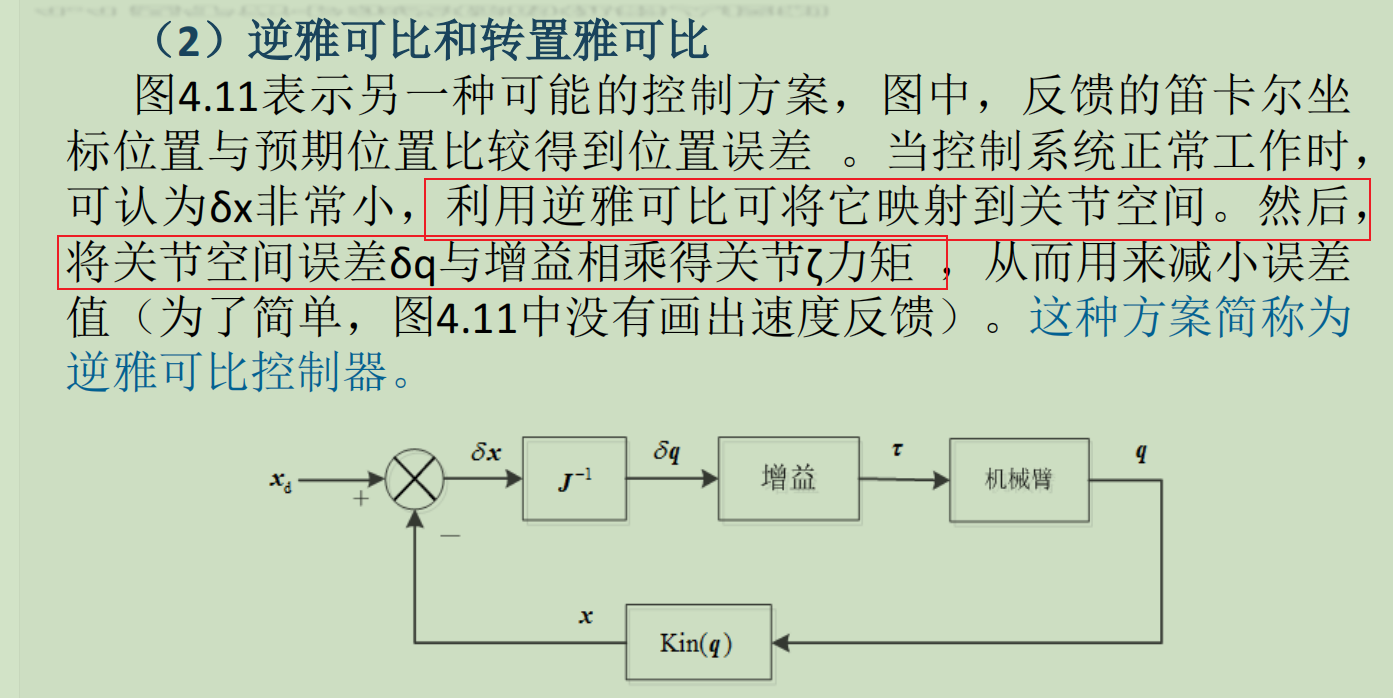 （2）逆雅可比和转置雅可比
图4.11表示另一种可能的控制方案，图中，反馈的笛卡尔坐
标位置与预期位置比较得到位置误差 。当控制系统正常工作时，
可认为δx非常小，利用逆雅可比可将它映射到关节空间。然后，
将关节空间误差δq与增益相乘得关节ζ力矩 ，从而用来减小误差
值（为了简单，图4.11中没有画出速度反馈）。这种方案简称为
逆雅可比控制器。
x_d
+
−
δx
J⁻¹
δq
增益
τ
机械臂
q
x
Kin(q)